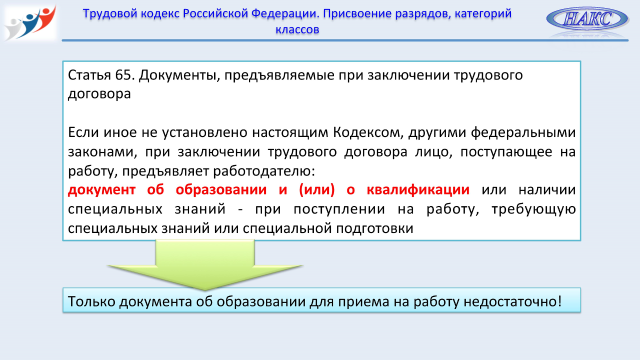 Трудовой кодекс Российской Федерации. Присвоение разрядов, категорий
классов
НАКС
Статья 65. Документы, предъявляемые при заключении трудового
договора
Если иное не установлено настоящим Кодексом, другими федеральными
законами, при заключении трудового договора лицо, поступающее на
работу, предъявляет работодателю:
документ об образовании и (или) о квалификации или наличии
специальных знаний - при поступлении на работу, требующую
специальных знаний или специальной подготовки
Только документа об образовании для приема на работу недостаточно!